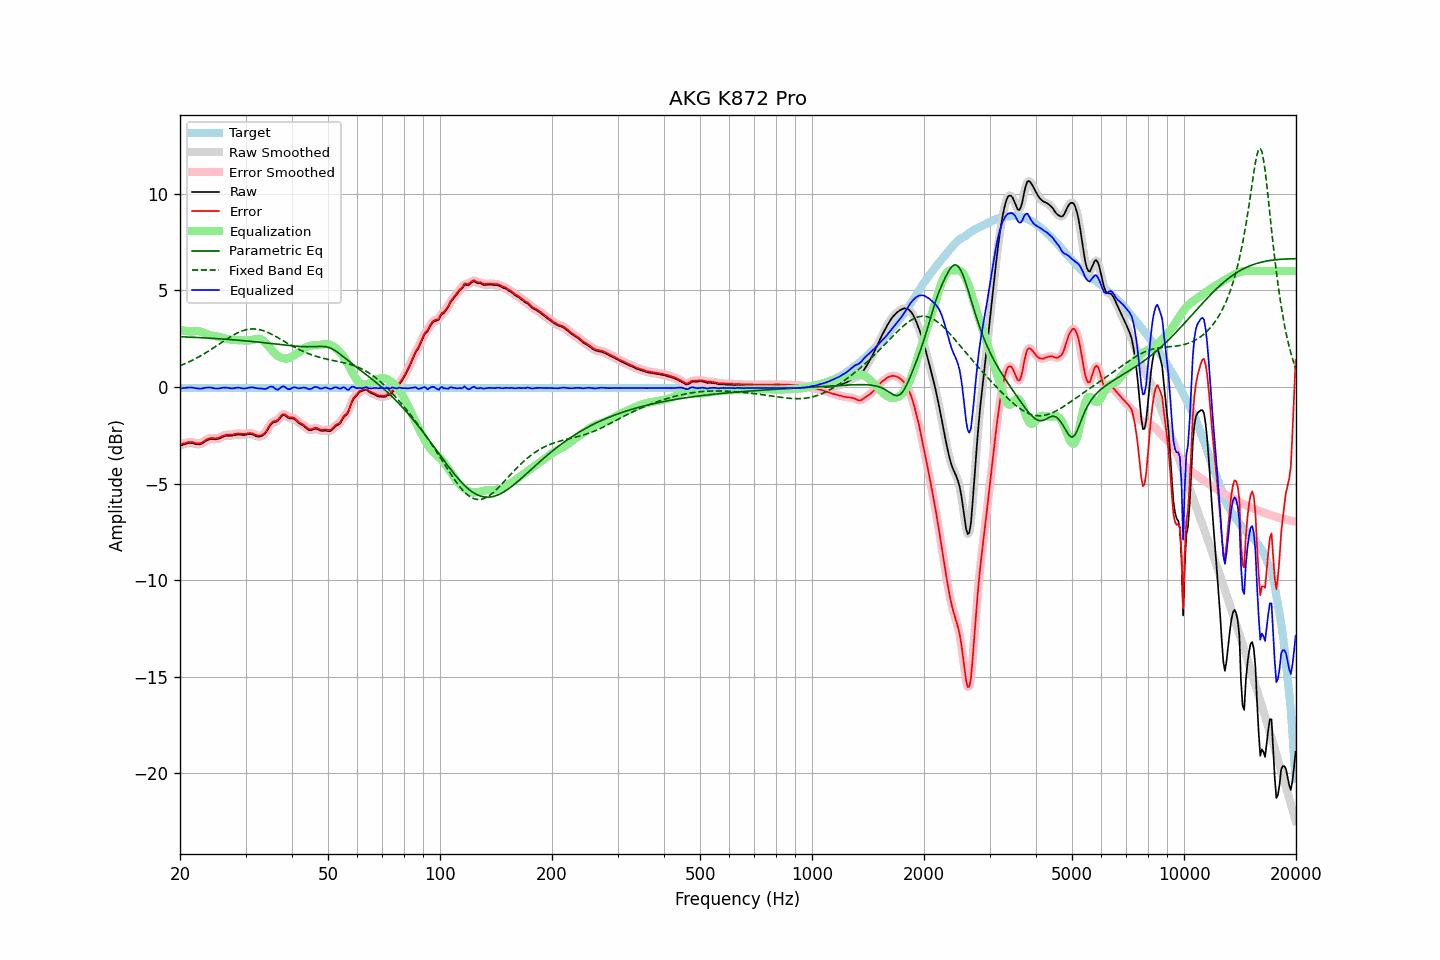 AKG K872 Pro
Target
Raw Smoothed
Error Smoothed
Raw
Error
Equalization
Parametric Eq
Fixed Band Eq
Equalized
Amplitude (dBr)
10
5
0
−5
−10
−15
−20
20 50 100 200 500 1000 2000 5000 10000 20000
Frequency (Hz)